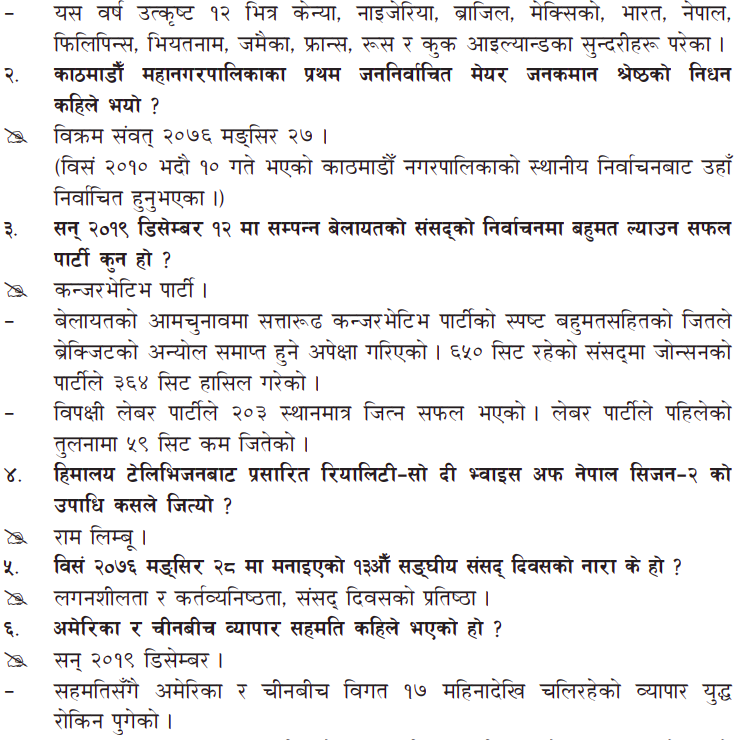 – यस वर्ष उत्कृष्ट १२ भित्र केन्या, नाइजेरिया, ब्राजिल, मेक्सिको, भारत, नेपाल,
फिलिपिन्स, भियतनाम, जमैका, फ्रान्स, रूस र कुक आइल्यान्डका सुन्दरीहरू परेका ।
२. काठमाडौँ महानगरपालिकाका प्रथम जननिर्वाचित मेयर जनकमान श्रेष्ठको निधन
कहिले भयो ?
विक्रम संवत् २०७६ मङ्सिर २७ ।
(विसं २०१० भदौ १० गते भएको काठमाडौँ नगरपालिकाको स्थानीय निर्वाचनबाट उहाँ
निर्वाचित हुनुभएका ।)
३. सन् २०१९ डिसेम्बर १२ मा सम्पन्न बेलायतको संसद्को निर्वाचनमा बहुमत ल्याउन सफल
पार्टी कुन हो ?
कन्जरभेटिभ पार्टी ।
– बेलायतको आमचुनावमा सत्तारूढ कन्जरभेटिभ पार्टीको स्पष्ट बहुमतसहितको जितले
ब्रेक्जिटको अन्योल समाप्त हुने अपेक्षा गरिएको । ६५० सिट रहेको संसद्मा जोन्सनको
पार्टीले ३६४ सिट हासिल गरेको ।
– विपक्षी लेबर पार्टीले २०३ स्थानमात्र जित्न सफल भएको । लेबर पार्टीले पहिलेको
तुलनामा ५९ सिट कम जितेको ।
४. हिमालय टेलिभिजनबाट प्रसारित रियालिटी-सो दी भ्वाइस अफ नेपाल सिजन-२ को
उपाधि कसले जित्यो ?
राम लिम्बू ।
५. विसं २०७६ मङ्सिर २८ मा मनाइएको १३औँ सङ्घीय संसद् दिवसको नारा के हो ?
लगनशीलता र कर्तव्यनिष्ठता, संसद् दिवसको प्रतिष्ठा ।
६. अमेरिका र चीनबीच व्यापार सहमति कहिले भएको हो ?
सन् २०१९ डिसेम्बर ।
– सहमतिसँगै अमेरिका र चीनबीच विगत १७ महिनादेखि चलिरहेको व्यापार युद्ध
रोकिन पुगेको ।